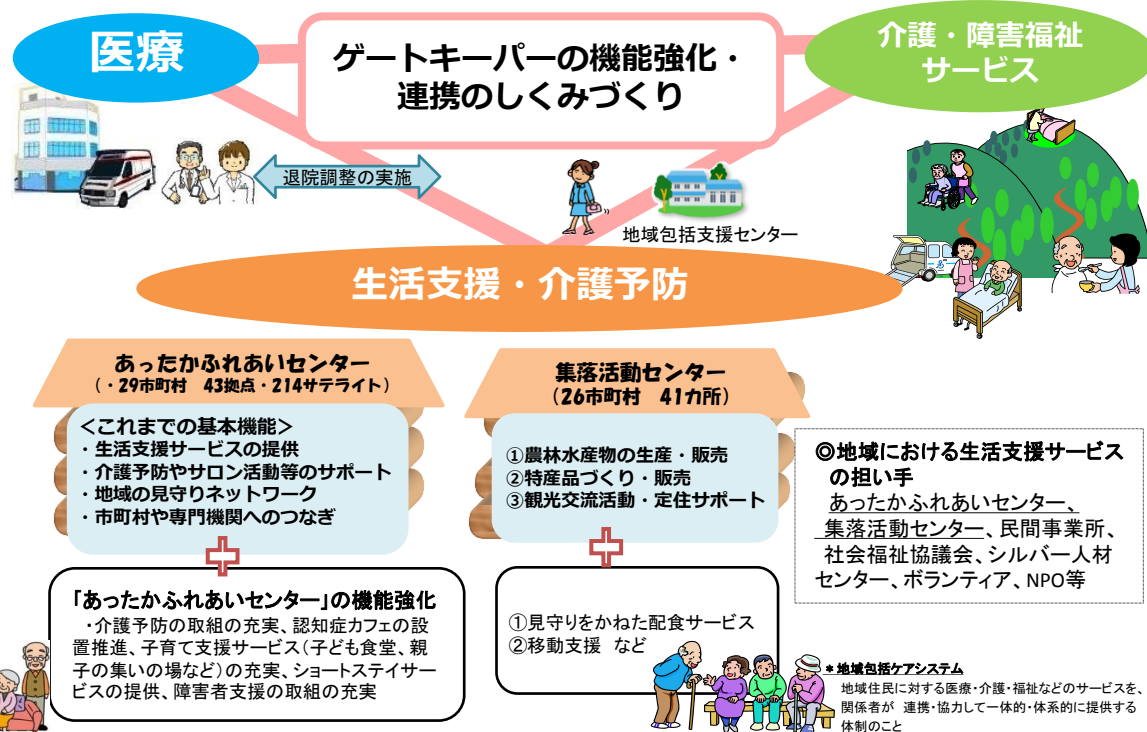 医療
ゲートキーパーの機能強化・
連携のしくみづくり
介護・障害福祉
サービス
退院調整の実施
地域包括支援センター
生活支援・介護予防
あったかふれあいセンター
（・29市町村　43拠点・214サテライト）
＜これまでの基本機能＞
・生活支援サービスの提供
・介護予防やサロン活動等のサポート
・地域の見守りネットワーク
・市町村や専門機関へのつなぎ
「あったかふれあいセンター」の機能強化
・介護予防の取組の充実、認知症カフェの設
置推進、子育て支援サービス（子ども食堂、親
子の集いの場など）の充実、ショートステイサー
ビスの提供、障害者支援の取組の充実
集落活動センター
（26市町村　41カ所）
①農林水産物の生産・販売
②特産品づくり・販売
③観光交流活動・定住サポート
①見守りをかねた配食サービス
②移動支援 など
◎地域における生活支援サービス
の担い手
あったかふれあいセンター、
集落活動センター、民間事業所、
社会福祉協議会、シルバー人材
センター、ボランティア、NPO等
＊地域包括ケアシステム
地域住民に対する医療・介護・福祉などのサービスを、
関係者が 連携・協力して一体的・体系的に提供する
体制のこと